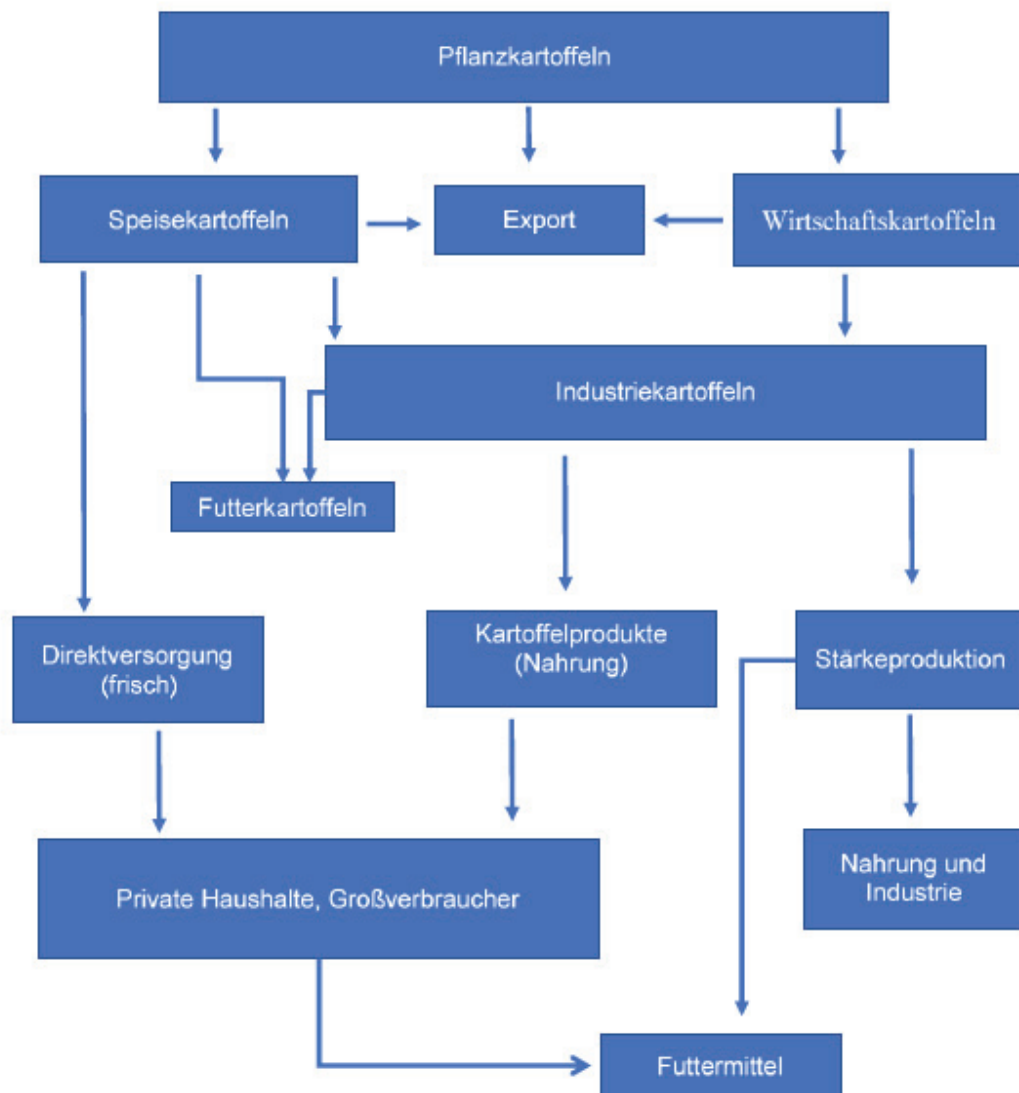 Pflanzkartoffeln
Speisekartoffeln
Export
Wirtschaftskartoffeln
Industriekartoffeln
Futterkartoffeln
Direktversorgung
(frisch)
Kartoffelprodukte
(Nahrung)
Stärkeproduktion
Private Haushalte, Großverbraucher
Nahrung und
Industrie
Futtermittel